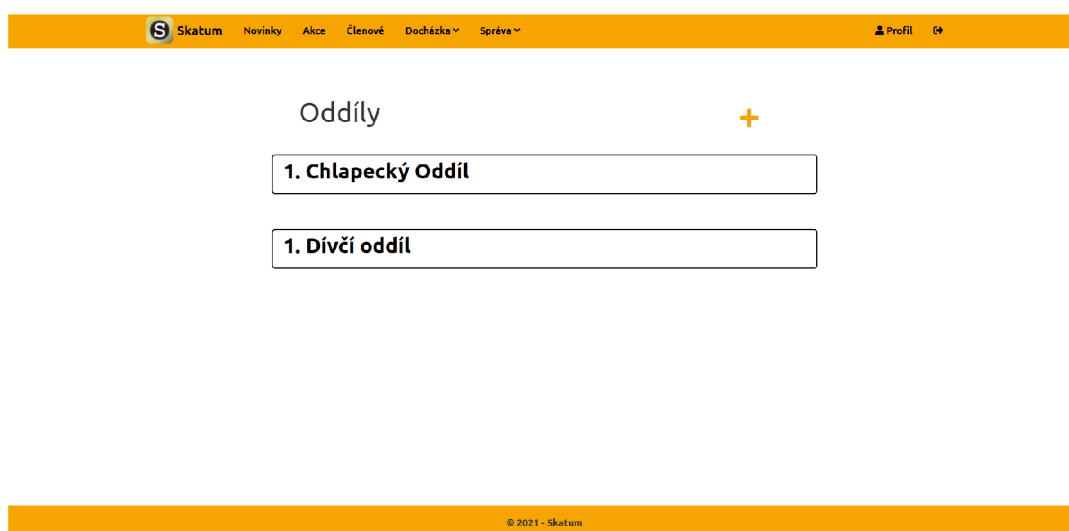 S Skatum Novinky Akce Členové Docházka Správa Profil
Oddíly
1. Chlapecký Oddíl
1. Dívčí oddíl
© 2021 - Skatum